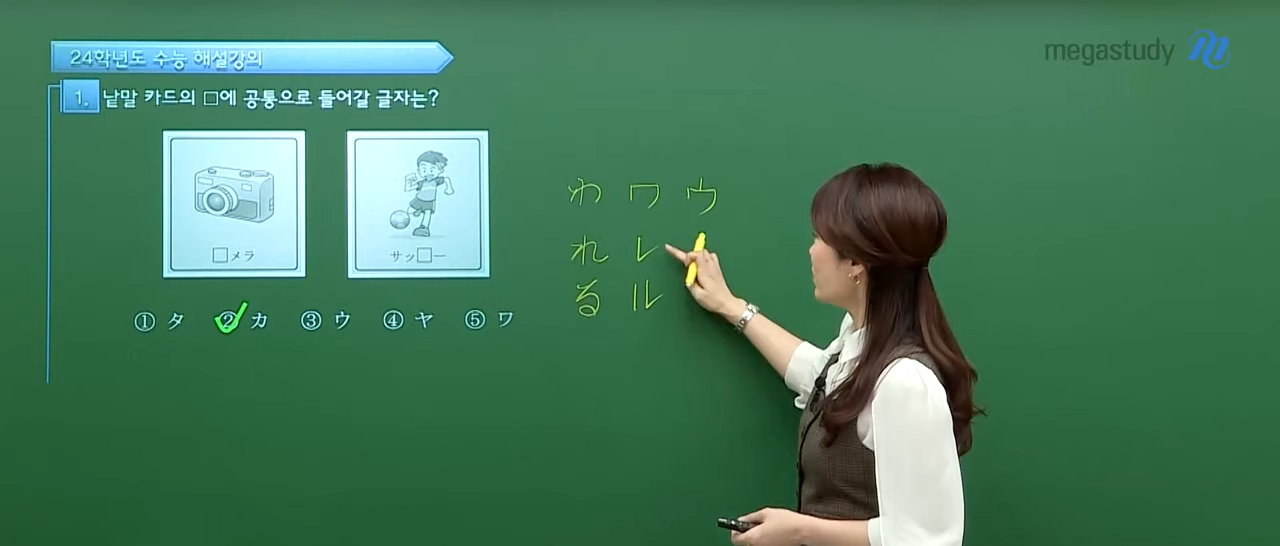 megastudy
24학년도 수능 해설강의
1. 낱말 카드의 □에 공통으로 들어갈 글자는?
□メラ
サッ□ー
① タ ② カ ③ ウ ④ ヤ ⑤ ワ
わ ワ ウ
れ レ
る ル